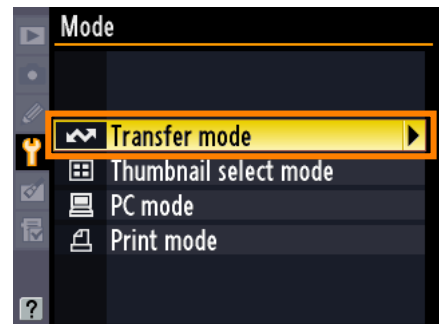 Mode
Transfer mode
Thumbnail select mode
PC mode
Print mode
?